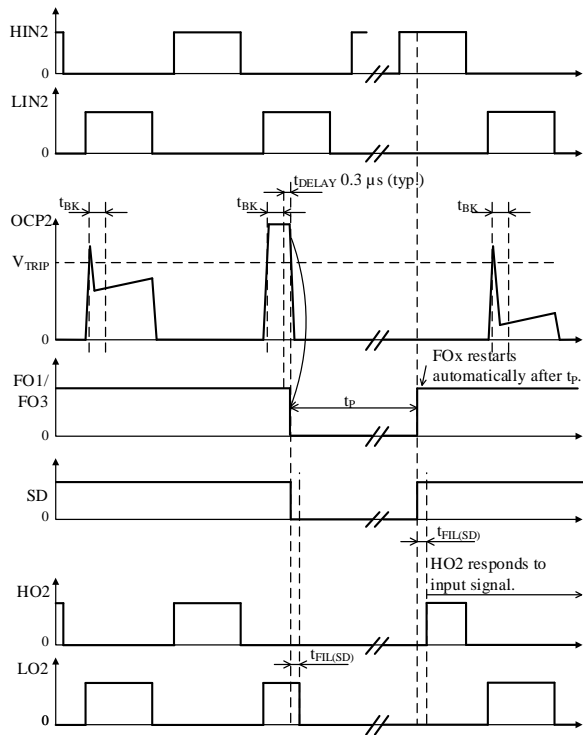 HIN2
0
LIN2
0
tDELAY 0.3 µs (typ.)
tBK
tBK
tBK
OCP2
VTRIP
0
FOx restarts
automatically after tP.
FO1/
FO3
tP
0
SD
0
tFIL(SD)
HO2 responds to
input signal.
HO2
0
tFIL(SD)
LO2
0